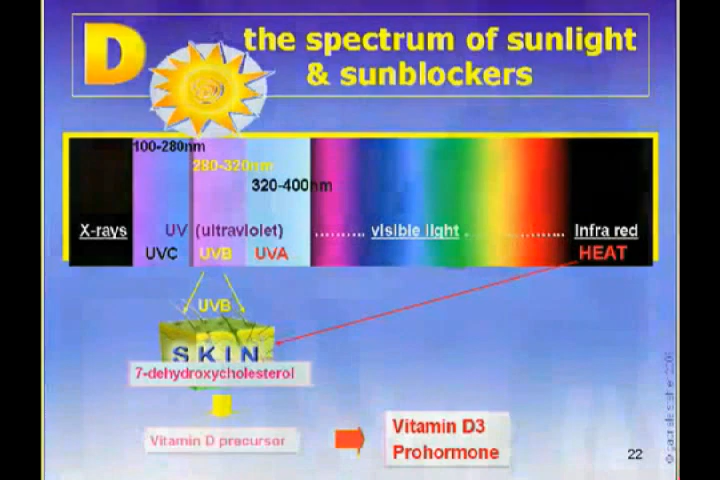 D
the spectrum of sunlight
& sunblockers
100-280nm
280-320nm
320-400nm
X-rays
UV (ultraviolet)
......... visible light . ..............
Infra red
UVC
UVB
UVA
HEAT
UVB
SKIN
7-dehydroxycholesterol
Vitamin D precursor
Vitamin D3
Prohormone
22